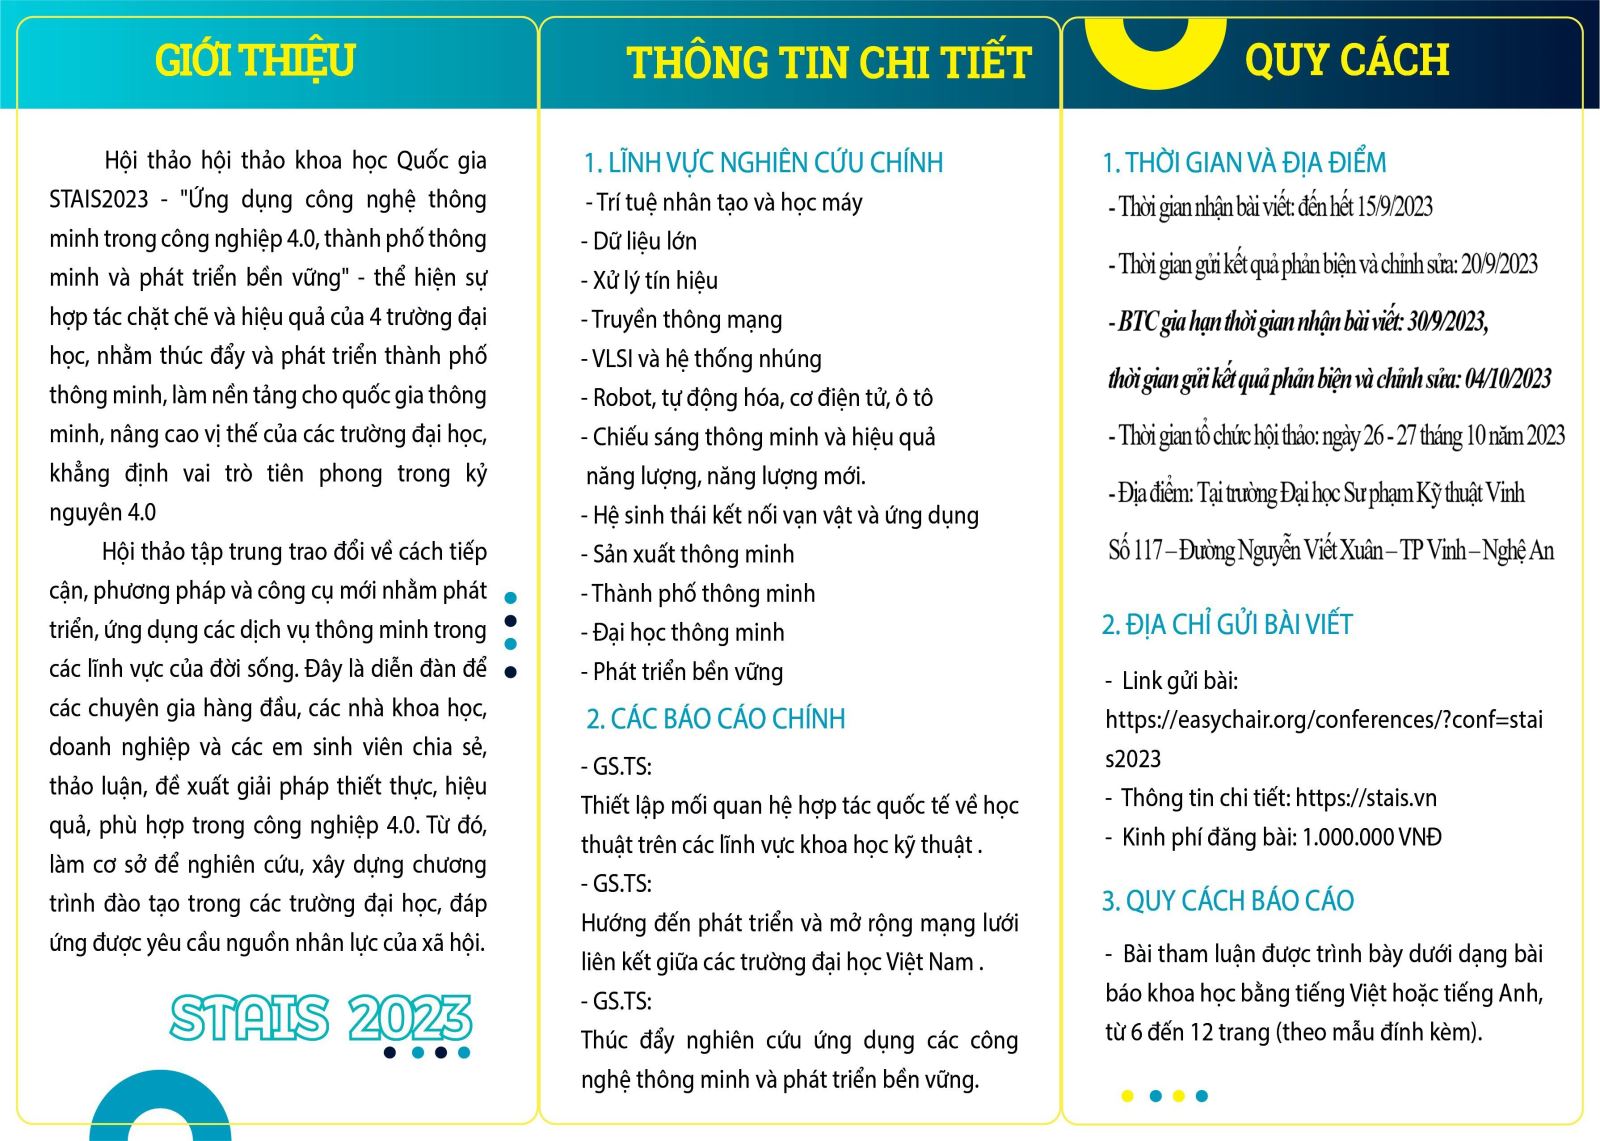 GIỚI THIỆU
Hội thảo hội thảo khoa học Quốc gia
STAIS2023 - "Ứng dụng công nghệ thông
minh trong công nghiệp 4.0, thành phố thông
minh và phát triển bền vững" - thể hiện sự
hợp tác chặt chẽ và hiệu quả của 4 trường đại
học, nhằm thúc đẩy và phát triển thành phố
thông minh, làm nền tảng cho quốc gia thông
minh, nâng cao vị thế của các trường đại học,
khẳng định vai trò tiên phong trong kỷ
nguyên 4.0
Hội thảo tập trung trao đổi về cách tiếp
cận, phương pháp và công cụ mới nhằm phát
triển, ứng dụng các dịch vụ thông minh trong
các lĩnh vực của đời sống. Đây là diễn đàn để
các chuyên gia hàng đầu, các nhà khoa học,
doanh nghiệp và các em sinh viên chia sẻ,
thảo luận, đề xuất giải pháp thiết thực, hiệu
quả, phù hợp trong công nghiệp 4.0. Từ đó,
làm cơ sở để nghiên cứu, xây dựng chương
trình đào tạo trong các trường đại học, đáp
ứng được yêu cầu nguồn nhân lực của xã hội.
STAIS 2023
THÔNG TIN CHI TIẾT
1. LĨNH VỰC NGHIÊN CỨU CHÍNH
- Trí tuệ nhân tạo và học máy
- Dữ liệu lớn
- Xử lý tín hiệu
- Truyền thông mạng
- VLSI và hệ thống nhúng
- Robot, tự động hóa, cơ điện tử, ô tô
- Chiếu sáng thông minh và hiệu quả
năng lượng, năng lượng mới.
- Hệ sinh thái kết nối vạn vật và ứng dụng
- Sản xuất thông minh
- Thành phố thông minh
- Đại học thông minh
- Phát triển bền vững
2. CÁC BÁO CÁO CHÍNH
- GS.TS:
Thiết lập mối quan hệ hợp tác quốc tế về học
thuật trên các lĩnh vực khoa học kỹ thuật .
- GS.TS:
Hướng đến phát triển và mở rộng mạng lưới
liên kết giữa các trường đại học Việt Nam .
- GS.TS:
Thúc đẩy nghiên cứu ứng dụng các công
nghệ thông minh và phát triển bền vững.
QUY CÁCH
1. THỜI GIAN VÀ ĐỊA ĐIỂM
- Thời gian nhận bài viết: đến hết 15/9/2023
- Thời gian gửi kết quả phản biện và chỉnh sửa: 20/9/2023
- BTC gia hạn thời gian nhận bài viết: 30/9/2023,
thời gian gửi kết quả phản biện và chỉnh sửa: 04/10/2023
- Thời gian tổ chức hội thảo: ngày 26 - 27 tháng 10 năm 2023
- Địa điểm: Tại trường Đại học Sư phạm Kỹ thuật Vinh
Số 117 – Đường Nguyễn Viết Xuân – TP Vinh – Nghệ An
2. ĐỊA CHỈ GỬI BÀI VIẾT
- Link gửi bài:
https://easychair.org/conferences/?conf=stai
s2023
- Thông tin chi tiết: https://stais.vn
- Kinh phí đăng bài: 1.000.000 VNĐ
3. QUY CÁCH BÁO CÁO
- Bài tham luận được trình bày dưới dạng bài
báo khoa học bằng tiếng Việt hoặc tiếng Anh,
từ 6 đến 12 trang (theo mẫu đính kèm).